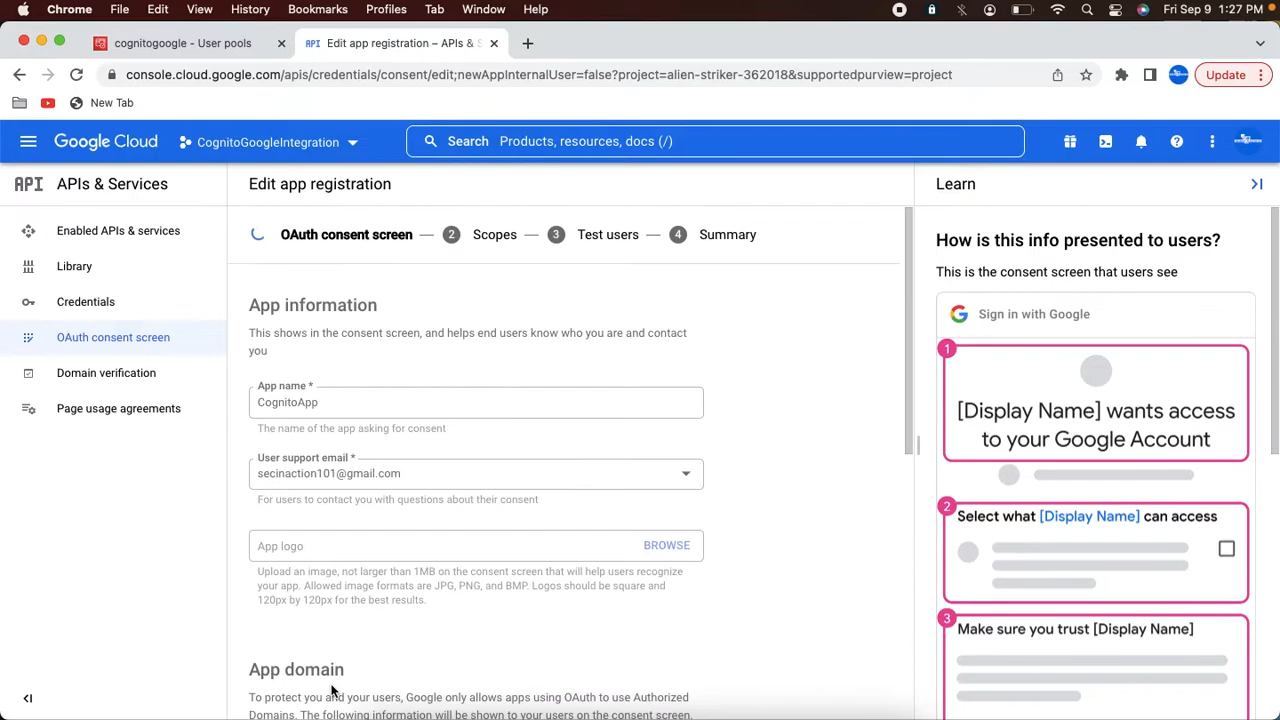 Chrome File Edit View History Bookmarks Profiles Tab Window Help Fri Sep 9 1:27 PM
cognitogoogle - User pools
API Edit app registration – APIs & S
console.cloud.google.com/apis/credentials/consent/edit;newAppInternalUser=false?project=alien-striker-362018&supportedpurview=project
Update
New Tab
Google Cloud
CognitoGoogleIntegration
Search Products, resources, docs (/)
API APIs & Services
Enabled APIs & services
Library
Credentials
OAuth consent screen
Domain verification
Page usage agreements
Edit app registration
OAuth consent screen — 2 Scopes — 3 Test users — 4 Summary
App information
This shows in the consent screen, and helps end users know who you are and contact
you
App name *
CognitoApp
The name of the app asking for consent
User support email *
secinaction101@gmail.com
For users to contact you with questions about their consent
App logo BROWSE
Upload an image, not larger than 1MB on the consent screen that will help users recognize
your app. Allowed image formats are JPG, PNG, and BMP. Logos should be square and
120px by 120px for the best results.
App domain
To protect you and your users, Google only allows apps using OAuth to use Authorized
Domains. The following information will be shown to your users on the consent screen.
Learn
How is this info presented to users?
This is the consent screen that users see
Sign in with Google
1
[Display Name] wants access
to your Google Account
2
Select what [Display Name] can access
3
Make sure you trust [Display Name]